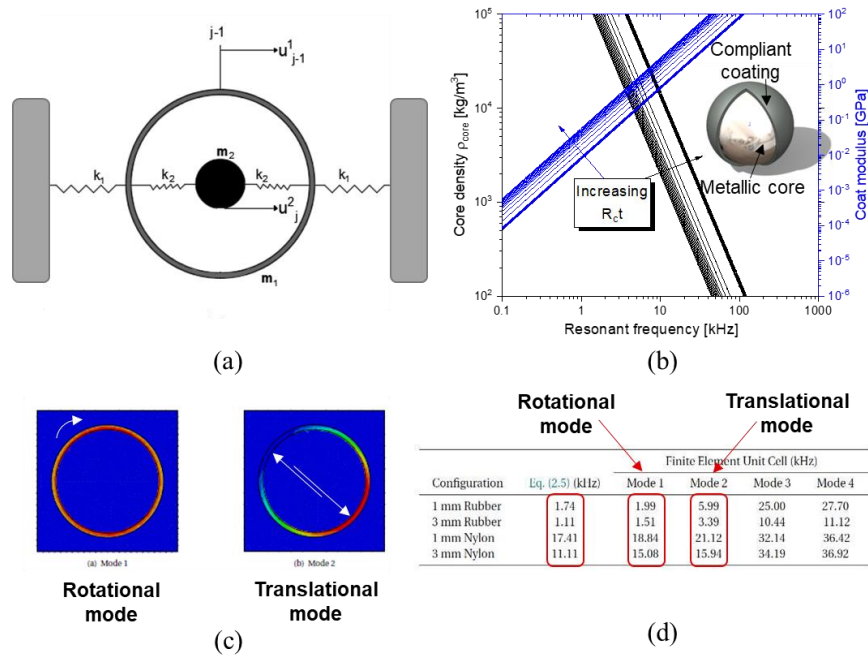 j-1
u¹j-1
k₁
k₂
m₂
k₂
k₁
u²j
m₁
(a)
Core density ρcore [kg/m³]
10⁵
10⁴
10³
10²
Compliant
coating
Metallic core
Increasing
Rct
10²
10¹
10⁰
10⁻¹
10⁻²
10⁻³
10⁻⁴
10⁻⁵
10⁻⁶
Coat modulus [GPa]
0.1 1 10 100 1000
Resonant frequency [kHz]
(b)
(a) Mode 1
(b) Mode 2
Rotational
mode
Translational
mode
(c)
Rotational
mode
Translational
mode
Finite Element Unit Cell (kHz)
Configuration Eq. (2.5) (kHz) Mode 1 Mode 2 Mode 3 Mode 4
1 mm Rubber 1.74 1.99 5.99 25.00 27.70
3 mm Rubber 1.11 1.51 3.39 10.44 11.12
1 mm Nylon 17.41 18.84 21.12 32.14 36.42
3 mm Nylon 11.11 15.08 15.94 34.19 36.92
(d)